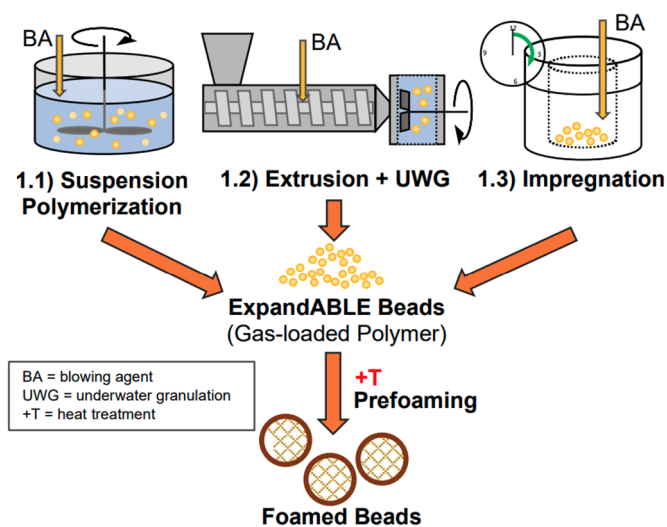 BA
BA
BA
12
9
3
6
1.1) Suspension
Polymerization
1.2) Extrusion + UWG
1.3) Impregnation
ExpandABLE Beads
(Gas-loaded Polymer)
BA = blowing agent
UWG = underwater granulation
+T = heat treatment
+T
Prefoaming
Foamed Beads